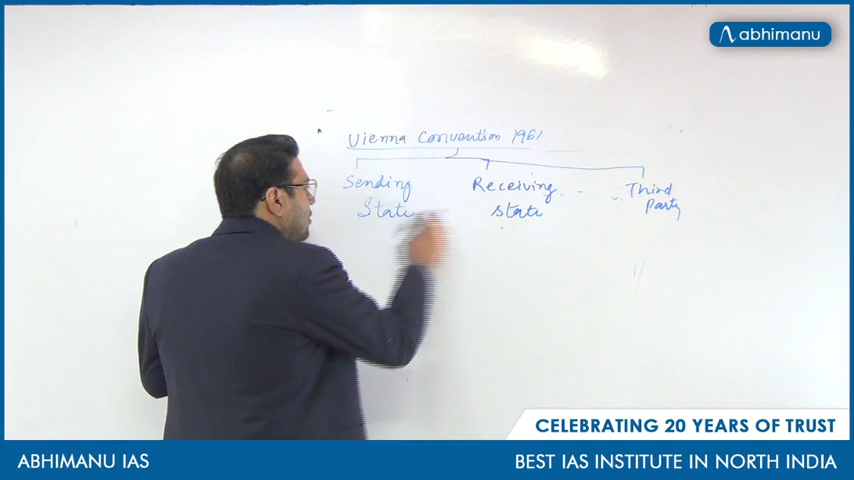 abhimanu
Vienna Convention 1961
Sending Receiving Third
State state Party
CELEBRATING 20 YEARS OF TRUST
ABHIMANU IAS BEST IAS INSTITUTE IN NORTH INDIA